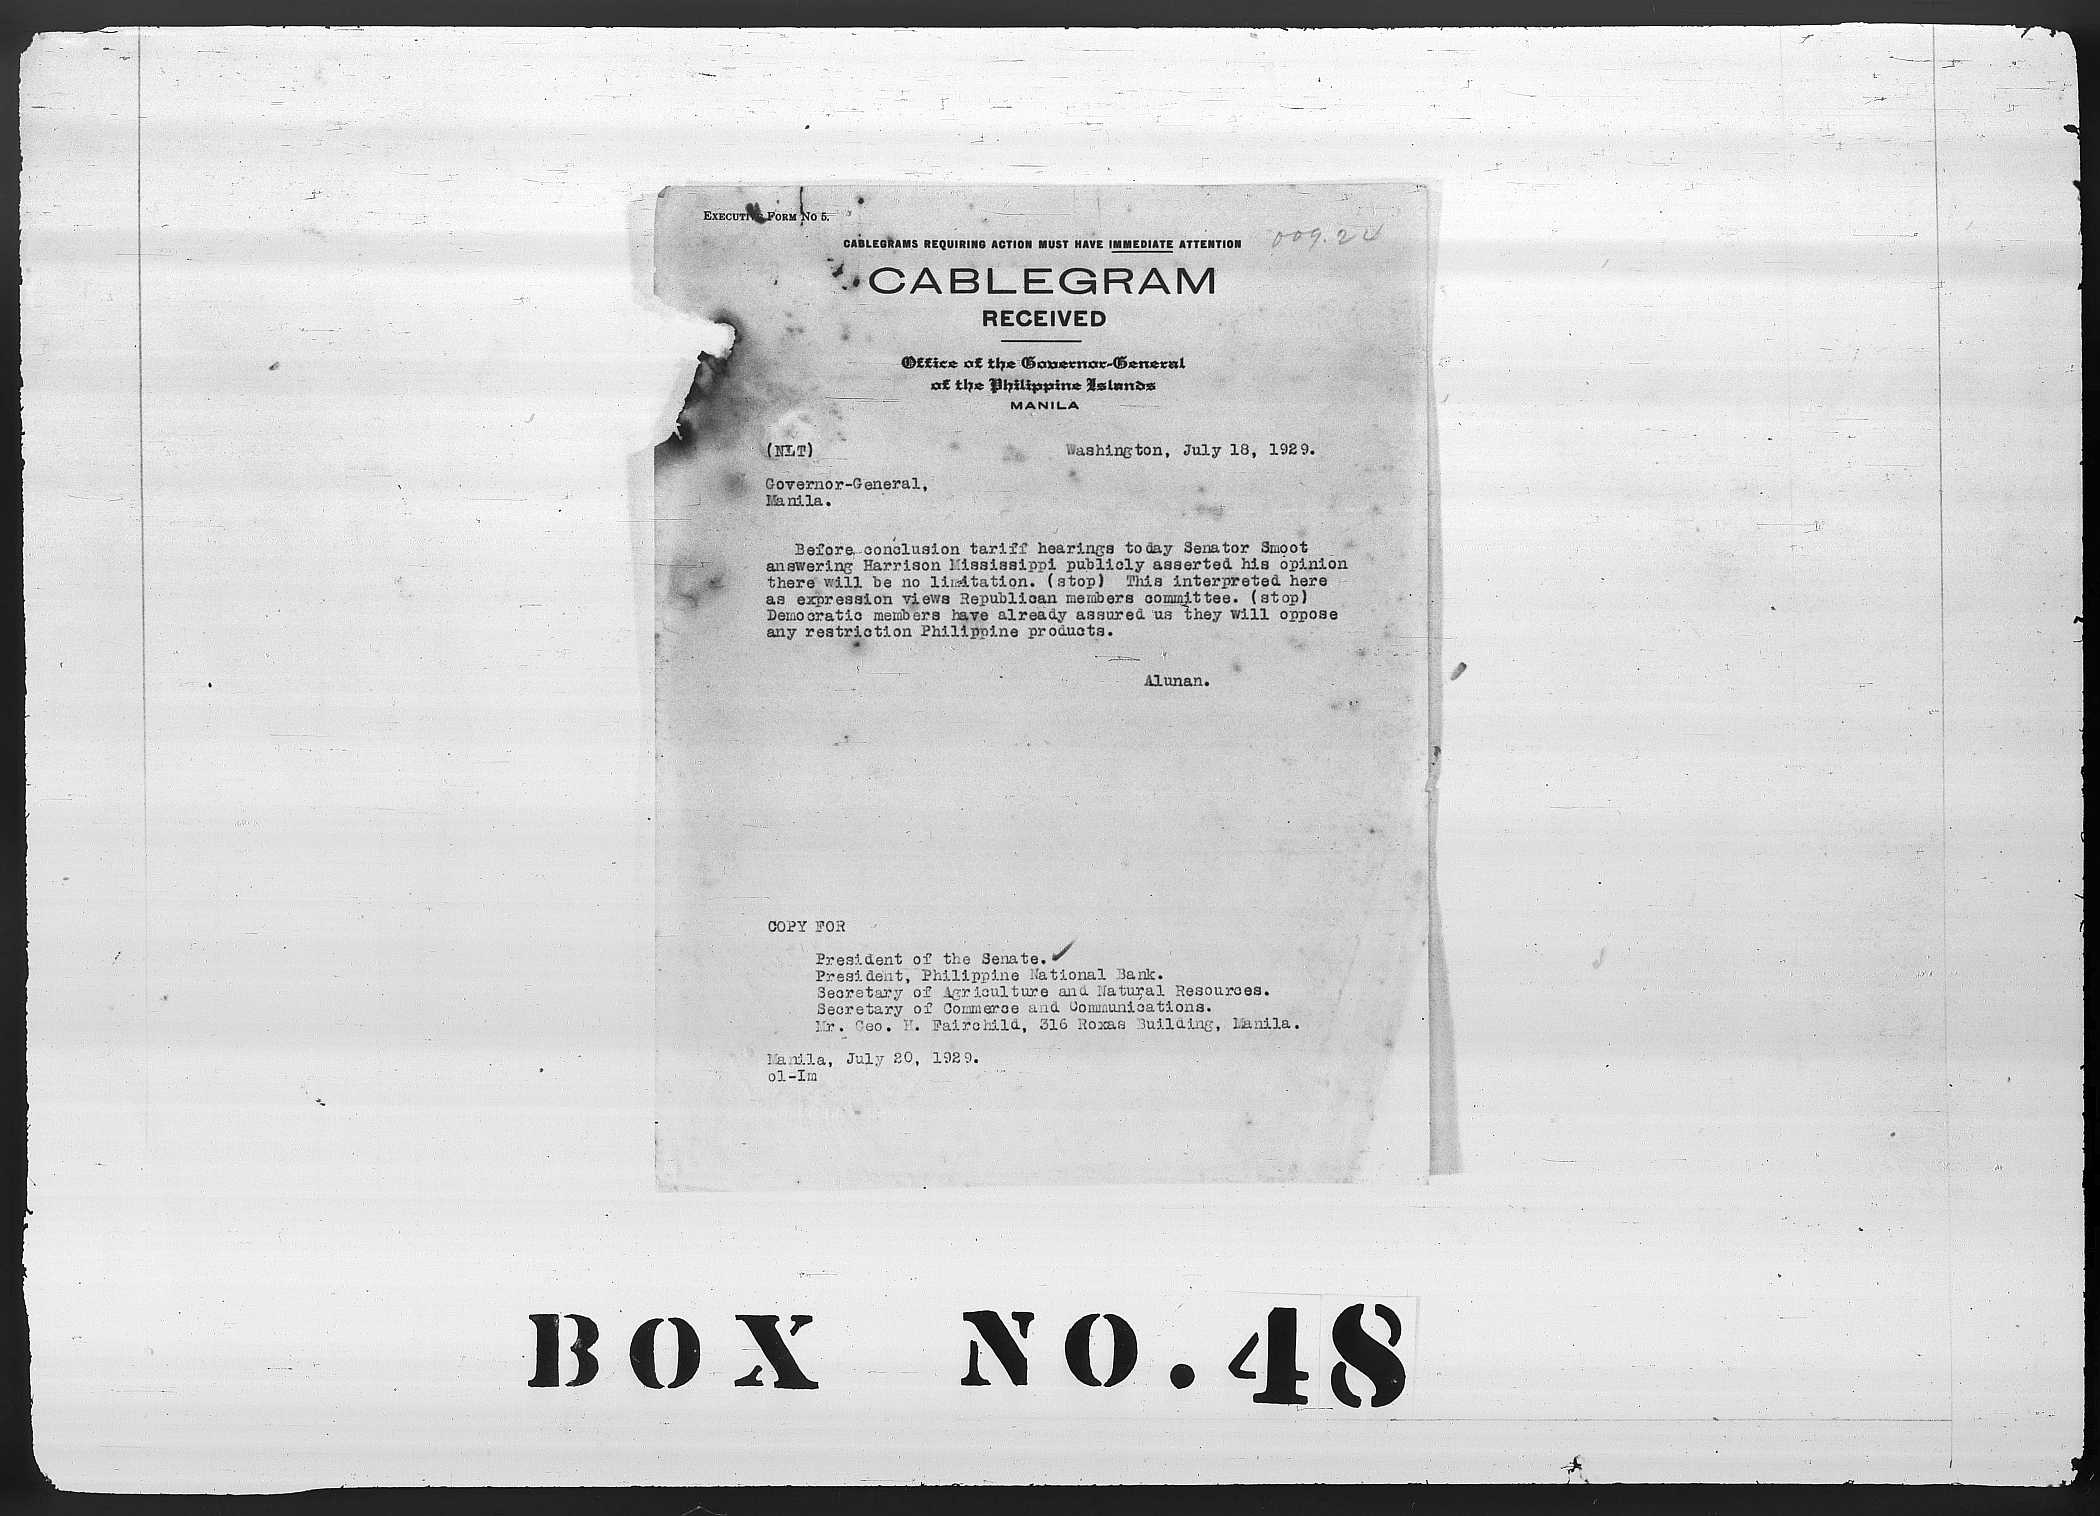 EXECUTIVE FORM NO 5.
009.24
CABLEGRAMS REQUIRING ACTION MUST HAVE IMMEDIATE ATTENTION
CABLEGRAM
RECEIVED
Office of the Governor-General
of the Philippine Islands
MANILA
(NLT) Washington, July 18, 1929.
Governor-General,
Manila.
Before conclusion tariff hearings today Senator Smoot
answering Harrison Mississippi publicly asserted his opinion
there will be no limitation. (stop) This interpreted here
as expression views Republican members committee. (stop)
Democratic members have already assured us they will oppose
any restriction Philippine products.
Alunan.
COPY FOR
President of the Senate.
President, Philippine National Bank.
Secretary of Agriculture and Natural Resources.
Secretary of Commerce and Communications.
Mr. Geo. H. Fairchild, 316 Roxas Building, Manila.
Manila, July 20, 1929.
ol-Im
BOX NO. 48